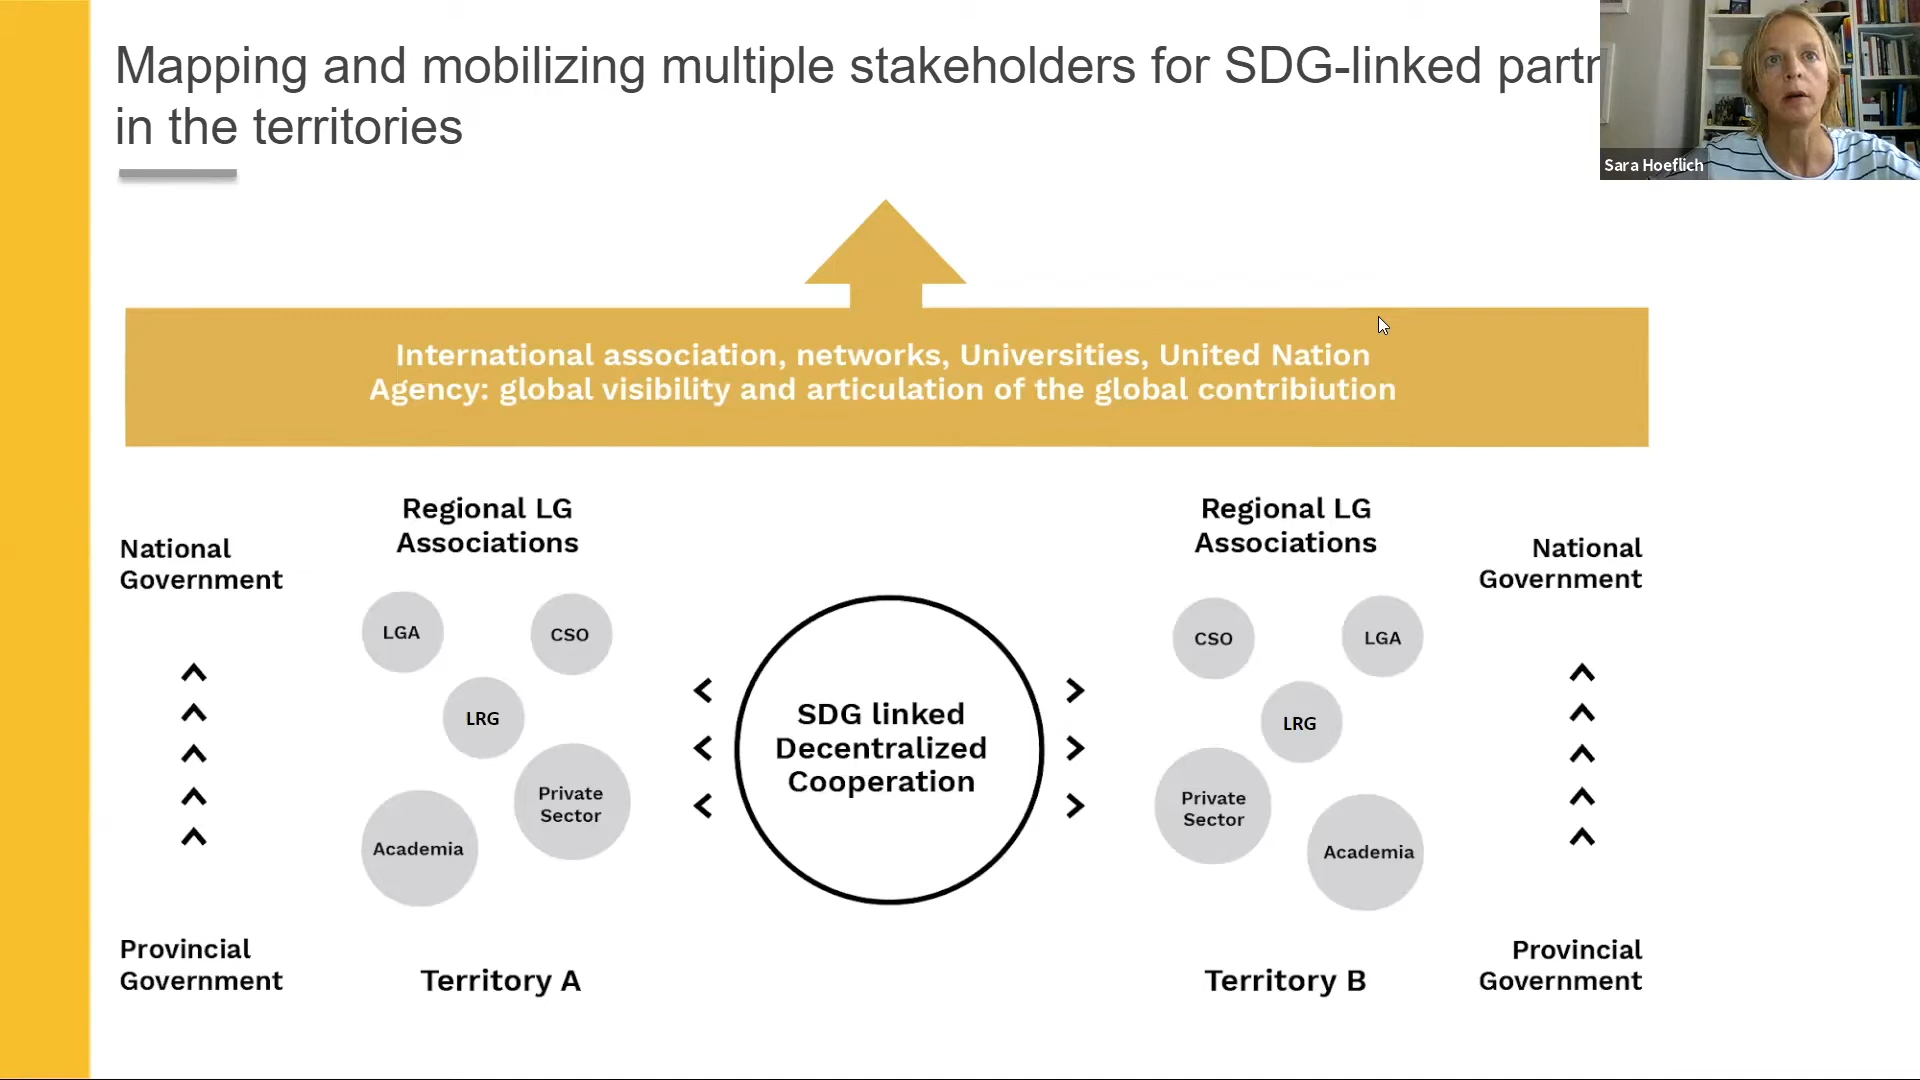 Mapping and mobilizing multiple stakeholders for SDG-linked partn
in the territories
Sara Hoeflich
International association, networks, Universities, United Nation
Agency: global visibility and articulation of the global contribiution
National
Government
Regional LG
Associations
LGA
CSO
LRG
Private
Sector
Academia
Provincial
Government
Territory A
SDG linked
Decentralized
Cooperation
Regional LG
Associations
CSO
LGA
LRG
Private
Sector
Academia
Territory B
National
Government
Provincial
Government